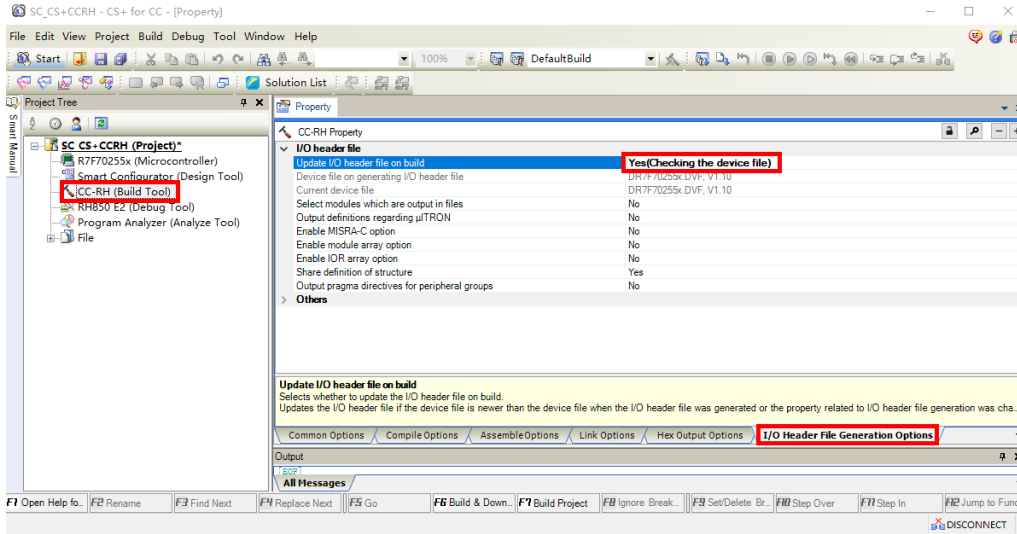 SC_CS+CCRH - CS+ for CC - [Property]
File Edit View Project Build Debug Tool Window Help
Start 100% DefaultBuild
Solution List
Project Tree
Property
Smart Manual
CC-RH Property
SC CS+CCRH (Project)*
R7F70255x (Microcontroller)
Smart Configurator (Design Tool)
CC-RH (Build Tool)
RH850 E2 (Debug Tool)
Program Analyzer (Analyze Tool)
File
I/O header file
Update I/O header file on build Yes(Checking the device file)
Device file on generating I/O header file DR7F70255x.DVF, V1.10
Current device file DR7F70255x.DVF, V1.10
Select modules which are output in files No
Output definitions regarding µITRON No
Enable MISRA-C option No
Enable module array option No
Enable IOR array option No
Share definition of structure Yes
Output pragma directives for peripheral groups No
Others
Update I/O header file on build
Selects whether to update the I/O header file on build.
Updates the I/O header file if the device file is newer than the device file when the I/O header file was generated or the property related to I/O header file generation was cha...
Common Options Compile Options Assemble Options Link Options Hex Output Options I/O Header File Generation Options
Output
[EOF]
All Messages
F1 Open Help fo... F2 Rename F3 Find Next F4 Replace Next F5 Go F6 Build & Down... F7 Build Project F8 Ignore Break... F9 Set/Delete Br... F10 Step Over F11 Step In F12 Jump to Func
DISCONNECT